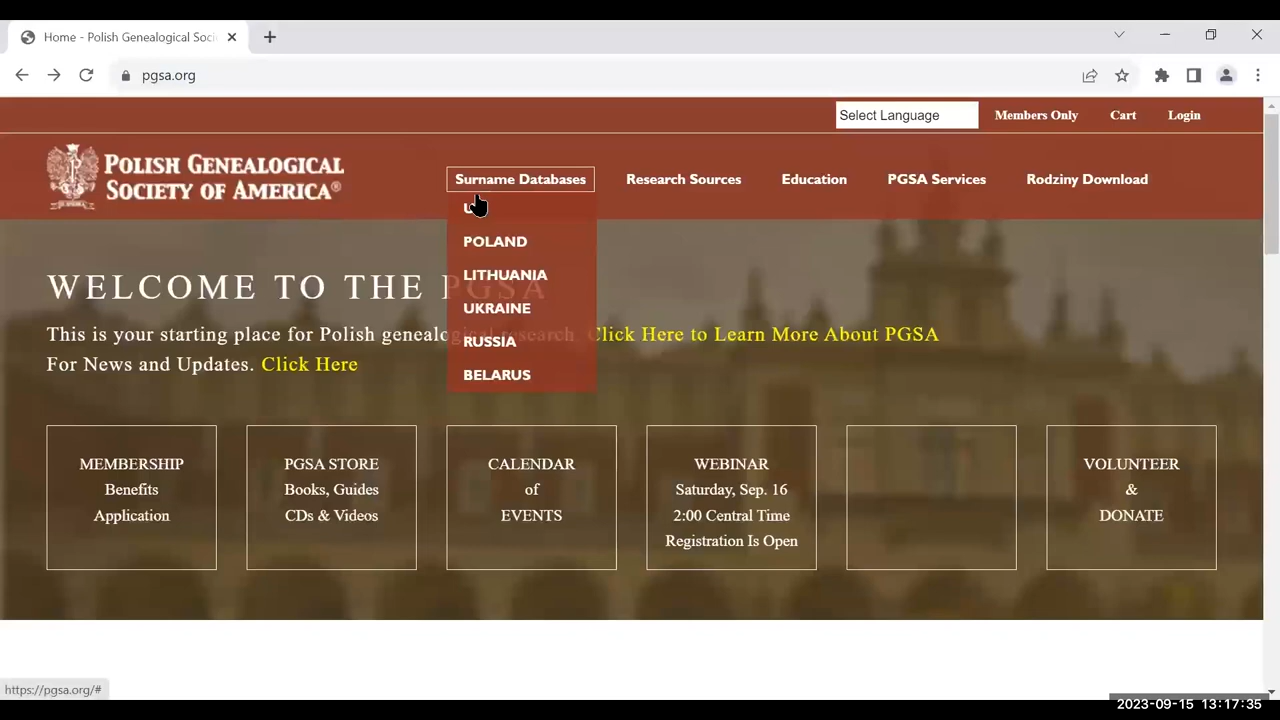 Home - Polish Genealogical Soci
pgsa.org
Select Language
Members Only
Cart
Login
POLISH GENEALOGICAL
SOCIETY OF AMERICA®
Surname Databases
Research Sources
Education
PGSA Services
Rodziny Download
POLAND
LITHUANIA
UKRAINE
RUSSIA
BELARUS
WELCOME TO THE PGSA
This is your starting place for Polish genealogical research. Click Here to Learn More About PGSA
For News and Updates. Click Here
MEMBERSHIP
Benefits
Application
PGSA STORE
Books, Guides
CDs & Videos
CALENDAR
of
EVENTS
WEBINAR
Saturday, Sep. 16
2:00 Central Time
Registration Is Open
VOLUNTEER
&
DONATE
https://pgsa.org/#
2023-09-15 13:17:35